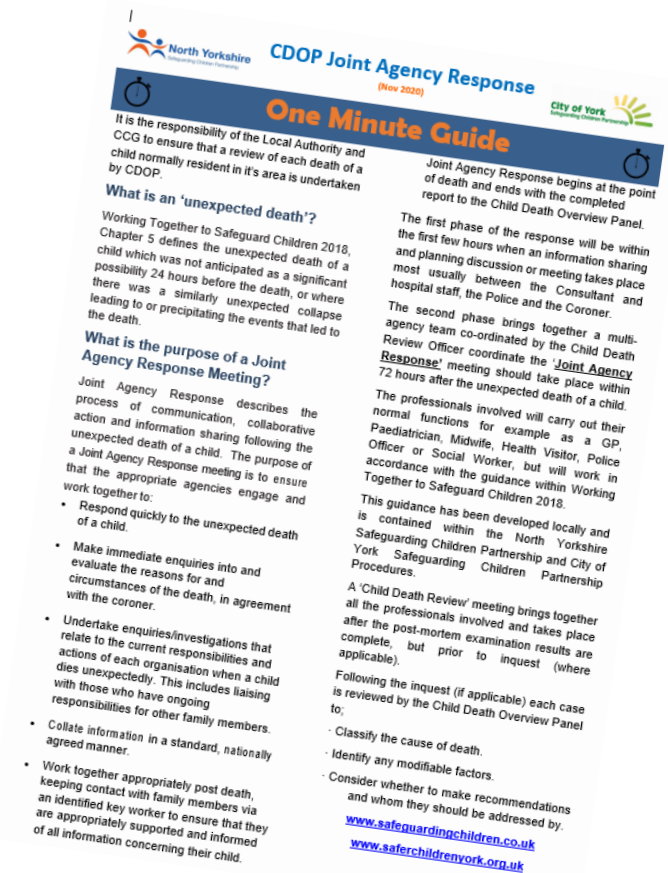 North Yorkshire
Safeguarding Children Partnership
CDOP Joint Agency Response
(Nov 2020)
City of York
Safeguarding Children Partnership
One Minute Guide
It is the responsibility of the Local Authority and
CCG to ensure that a review of each death of a
child normally resident in it's area is undertaken
by CDOP.
What is an 'unexpected death'?
Working Together to Safeguard Children 2018,
Chapter 5 defines the unexpected death of a
child which was not anticipated as a significant
possibility 24 hours before the death, or where
there was a similarly unexpected collapse
leading to or precipitating the events that led to
the death.
What is the purpose of a Joint
Agency Response Meeting?
Joint Agency Response describes the
process of communication, collaborative
action and information sharing following the
unexpected death of a child. The purpose of
a Joint Agency Response meeting is to ensure
that the appropriate agencies engage and
work together to:
• Respond quickly to the unexpected death
of a child.
• Make immediate enquiries into and
evaluate the reasons for and
circumstances of the death, in agreement
with the coroner.
• Undertake enquiries/investigations that
relate to the current responsibilities and
actions of each organisation when a child
dies unexpectedly. This includes liaising
with those who have ongoing
responsibilities for other family members.
• Collate information in a standard, nationally
agreed manner.
• Work together appropriately post death,
keeping contact with family members via
an identified key worker to ensure that they
are appropriately supported and informed
of all information concerning their child.
Joint Agency Response begins at the point
of death and ends with the completed
report to the Child Death Overview Panel.
The first phase of the response will be within
the first few hours when an information sharing
and planning discussion or meeting takes place
most usually between the Consultant and
hospital staff, the Police and the Coroner.
The second phase brings together a multi-
agency team co-ordinated by the Child Death
Review Officer coordinate the 'Joint Agency
Response' meeting should take place within
72 hours after the unexpected death of a child.
The professionals involved will carry out their
normal functions for example as a GP,
Paediatrician, Midwife, Health Visitor, Police
Officer or Social Worker, but will work in
accordance with the guidance within Working
Together to Safeguard Children 2018.
This guidance has been developed locally and
is contained within the North Yorkshire
Safeguarding Children Partnership and City of
York Safeguarding Children Partnership
Procedures.
A 'Child Death Review' meeting brings together
all the professionals involved and takes place
after the post-mortem examination results are
complete, but prior to inquest (where
applicable).
Following the inquest (if applicable) each case
is reviewed by the Child Death Overview Panel
to;
· Classify the cause of death.
· Identify any modifiable factors.
· Consider whether to make recommendations
and whom they should be addressed by.
www.safeguardingchildren.co.uk
www.saferchildrenyork.org.uk